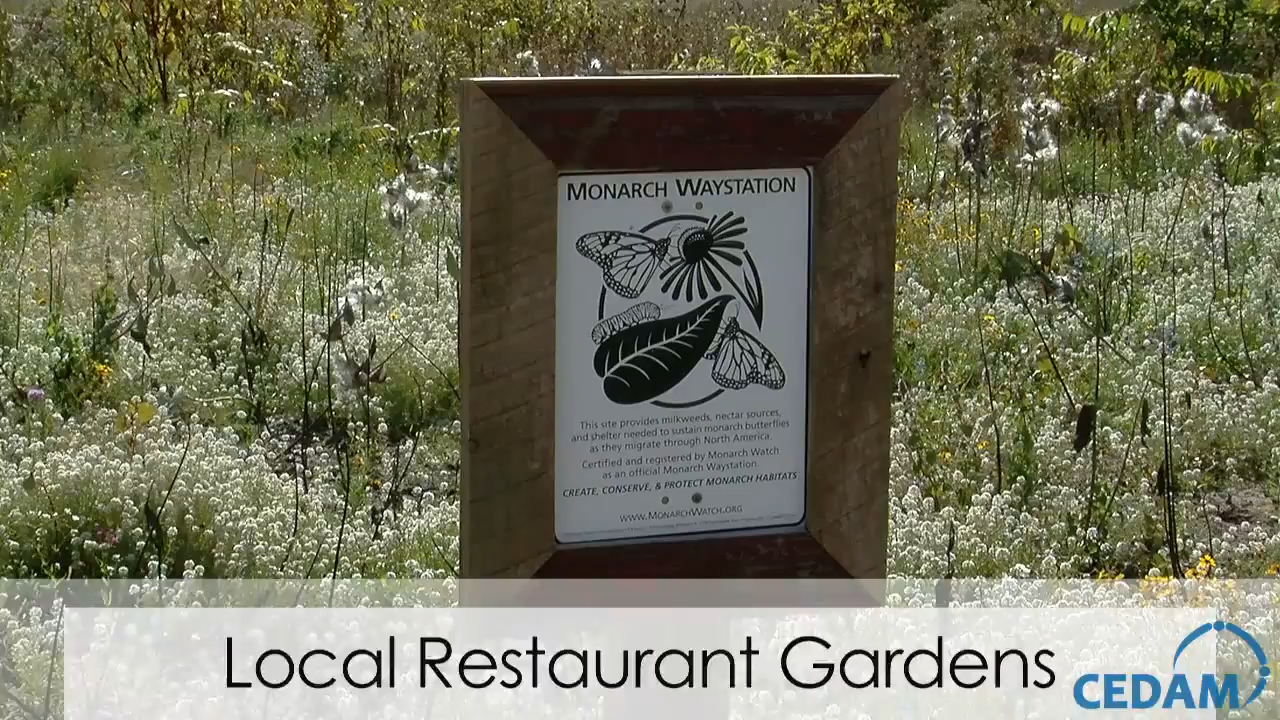 MONARCH WAYSTATION
This site provides milkweeds, nectar sources,
and shelter needed to sustain monarch butterflies
as they migrate through North America.
Certified and registered by Monarch Watch
as an official Monarch Waystation.
CREATE, CONSERVE, & PROTECT MONARCH HABITATS
WWW.MONARCHWATCH.ORG
Local Restaurant Gardens
CEDAM